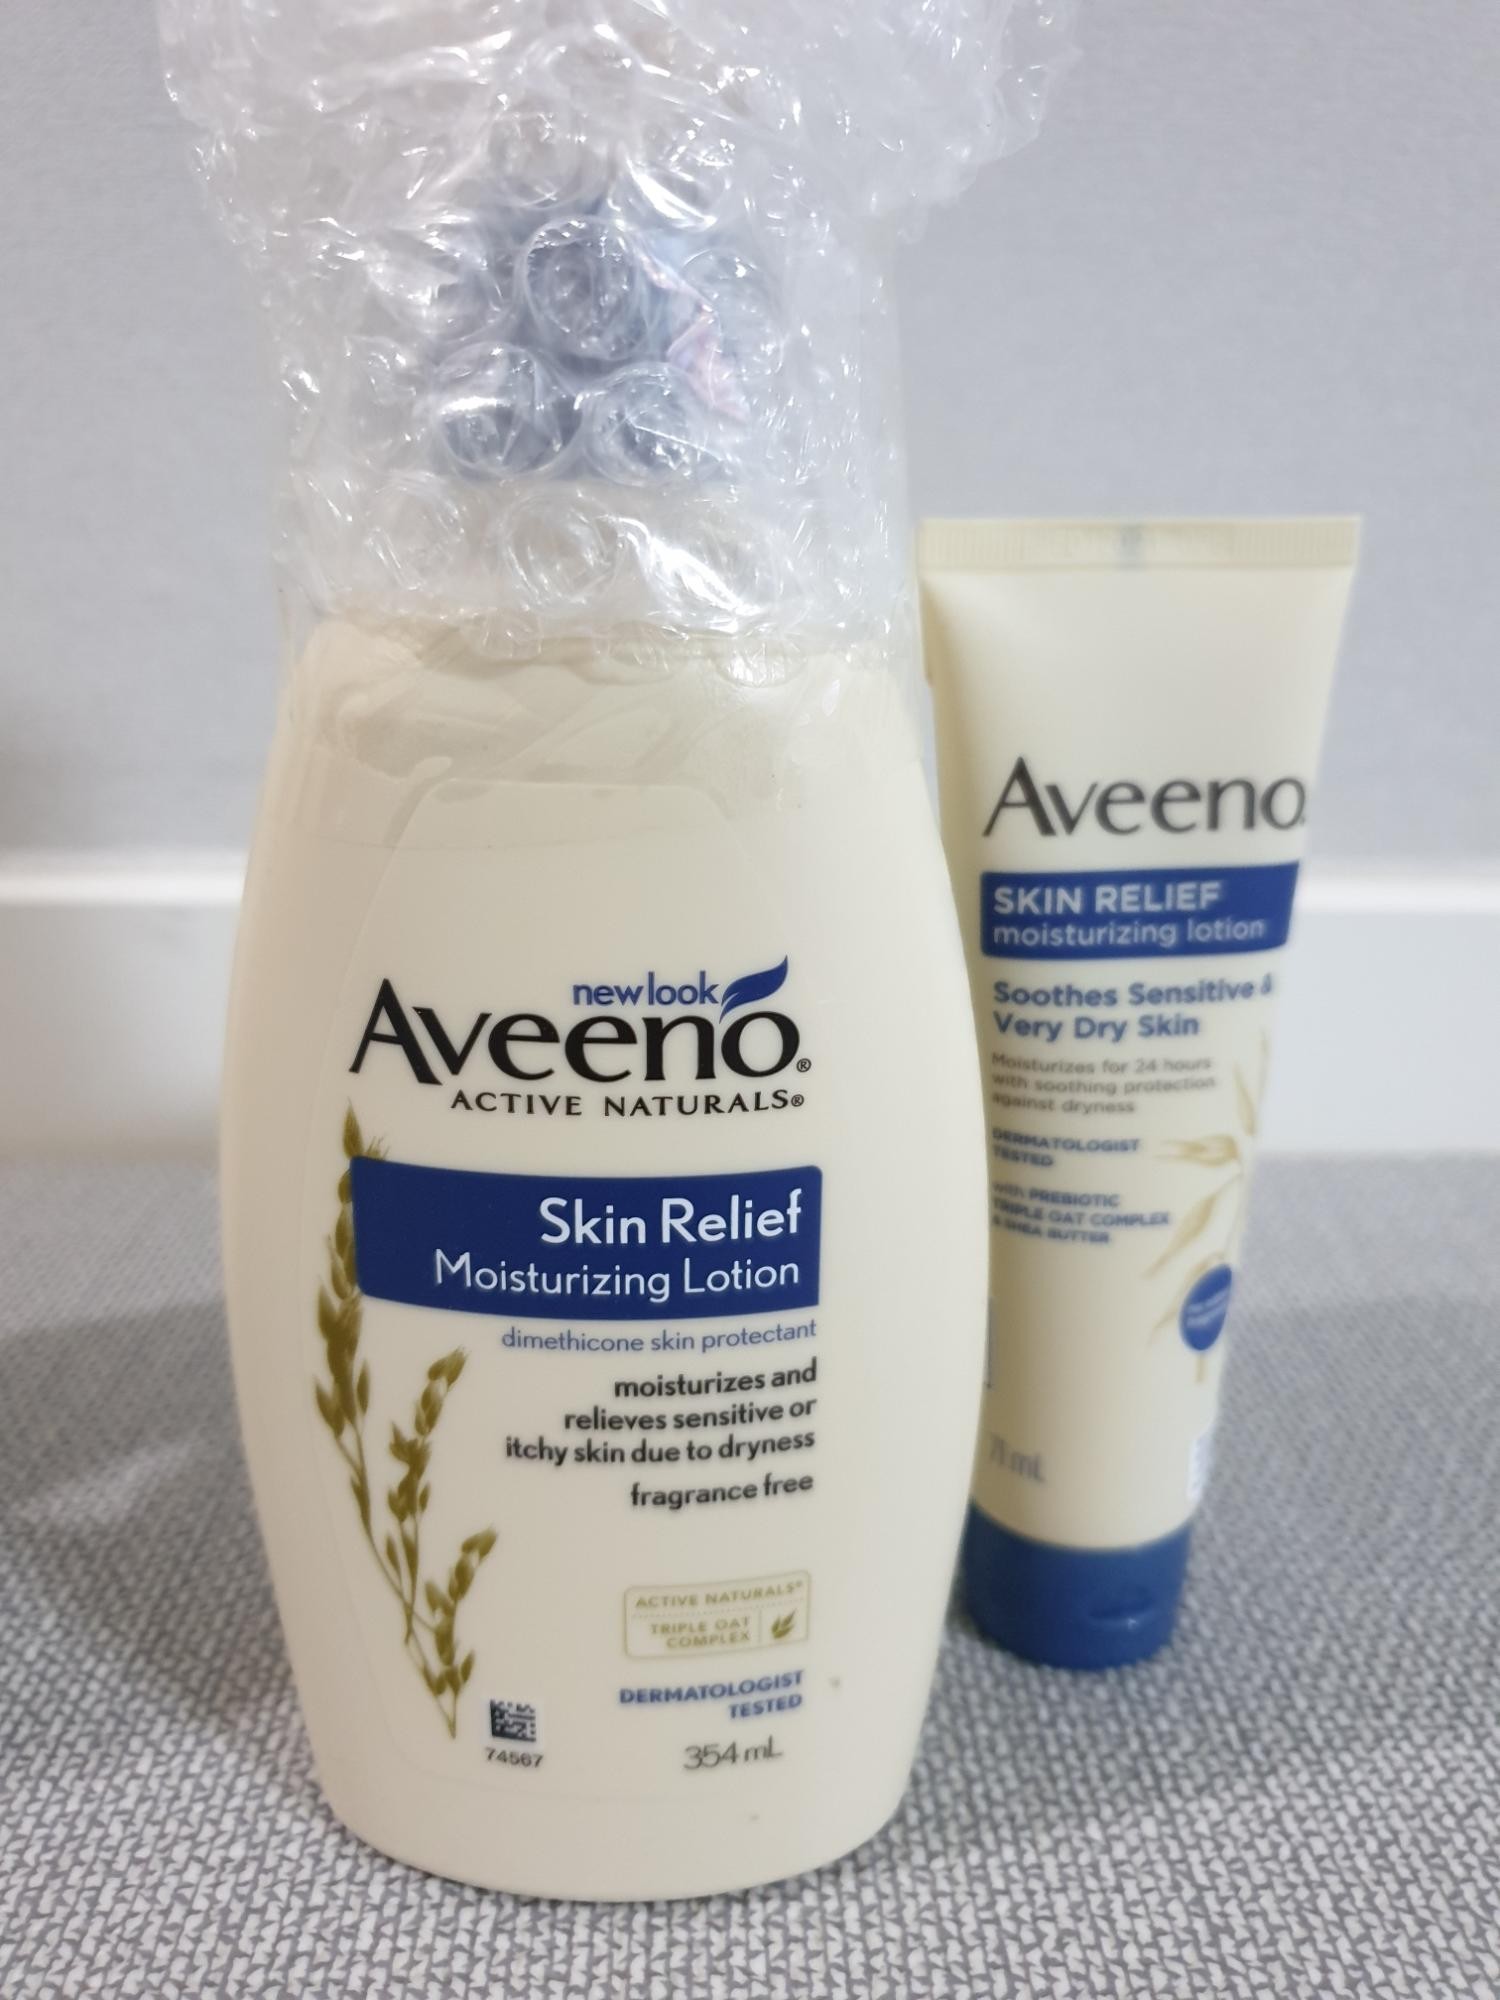 new look
Aveeno®
ACTIVE NATURALS®
Skin Relief
Moisturizing Lotion
dimethicone skin protectant
moisturizes and
relieves sensitive or
itchy skin due to dryness
fragrance free
ACTIVE NATURALS®
TRIPLE OAT
COMPLEX
DERMATOLOGIST
TESTED
74567
354 mL
Aveeno
SKIN RELIEF
moisturizing lotion
Soothes Sensitive &
Very Dry Skin
Moisturizes for 24 hours
with soothing protection
against dryness
DERMATOLOGIST
TESTED
with PREBIOTIC
TRIPLE OAT COMPLEX
& SHEA BUTTER
71 mL